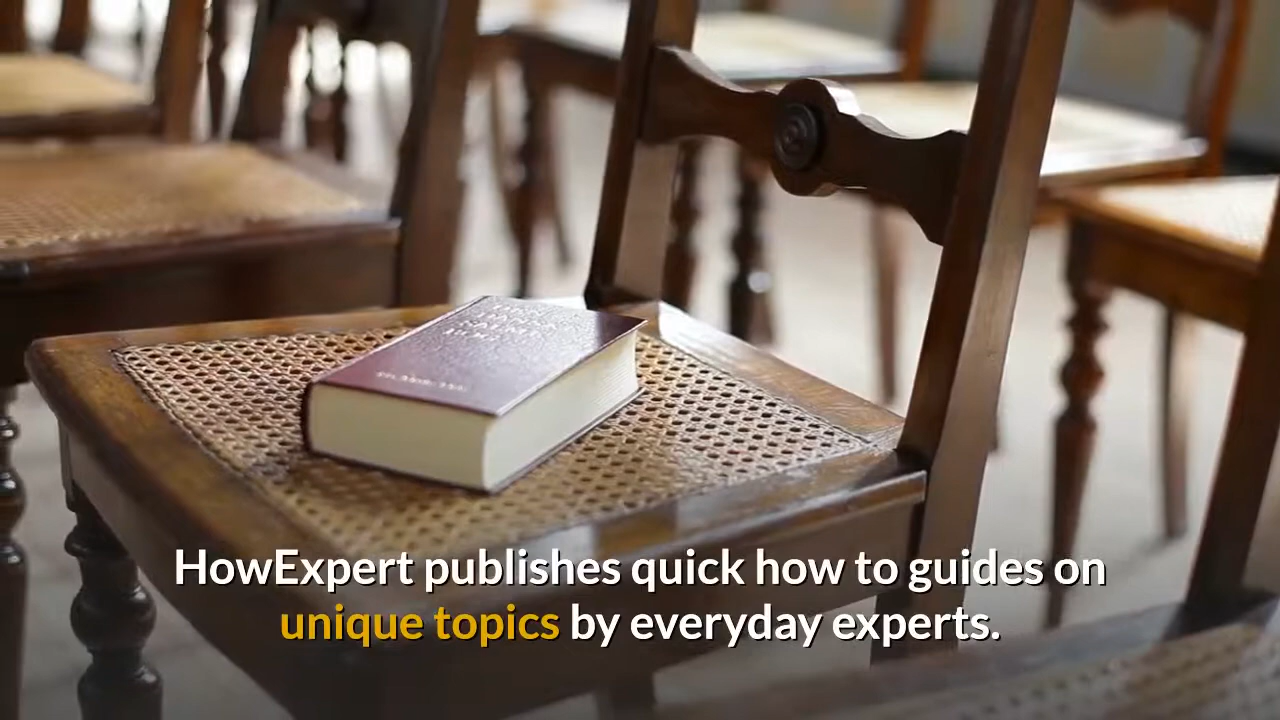 HowExpert publishes quick how to guides on
unique topics by everyday experts.